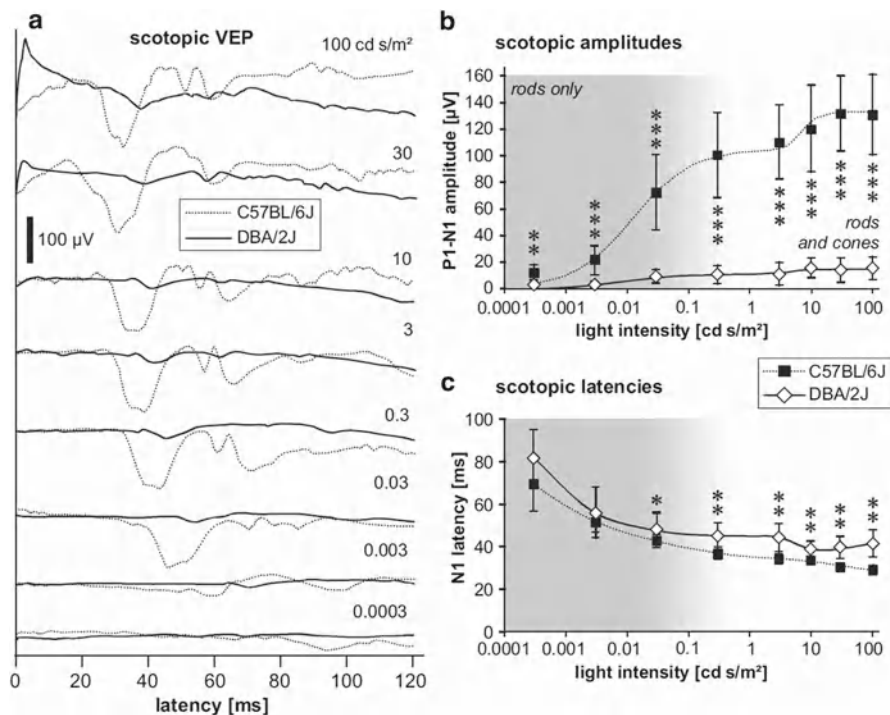 a
scotopic VEP
100 cd s/m²
30
C57BL/6J
DBA/2J
100 µV
10
3
0.3
0.03
0.003
0.0003
0 20 40 60 80 100 120
latency [ms]
b
scotopic amplitudes
160
140
120
100
80
60
40
20
0
P1-N1 amplitude [µV]
rods only
**
***
***
***
***
***
***
***
rods
and cones
0.0001 0.001 0.01 0.1 1 10 100
light intensity [cd s/m²]
C57BL/6J
DBA/2J
c
scotopic latencies
100
80
60
40
20
0
N1 latency [ms]
*
**
**
**
**
**
0.0001 0.001 0.01 0.1 1 10 100
light intensity [cd s/m²]